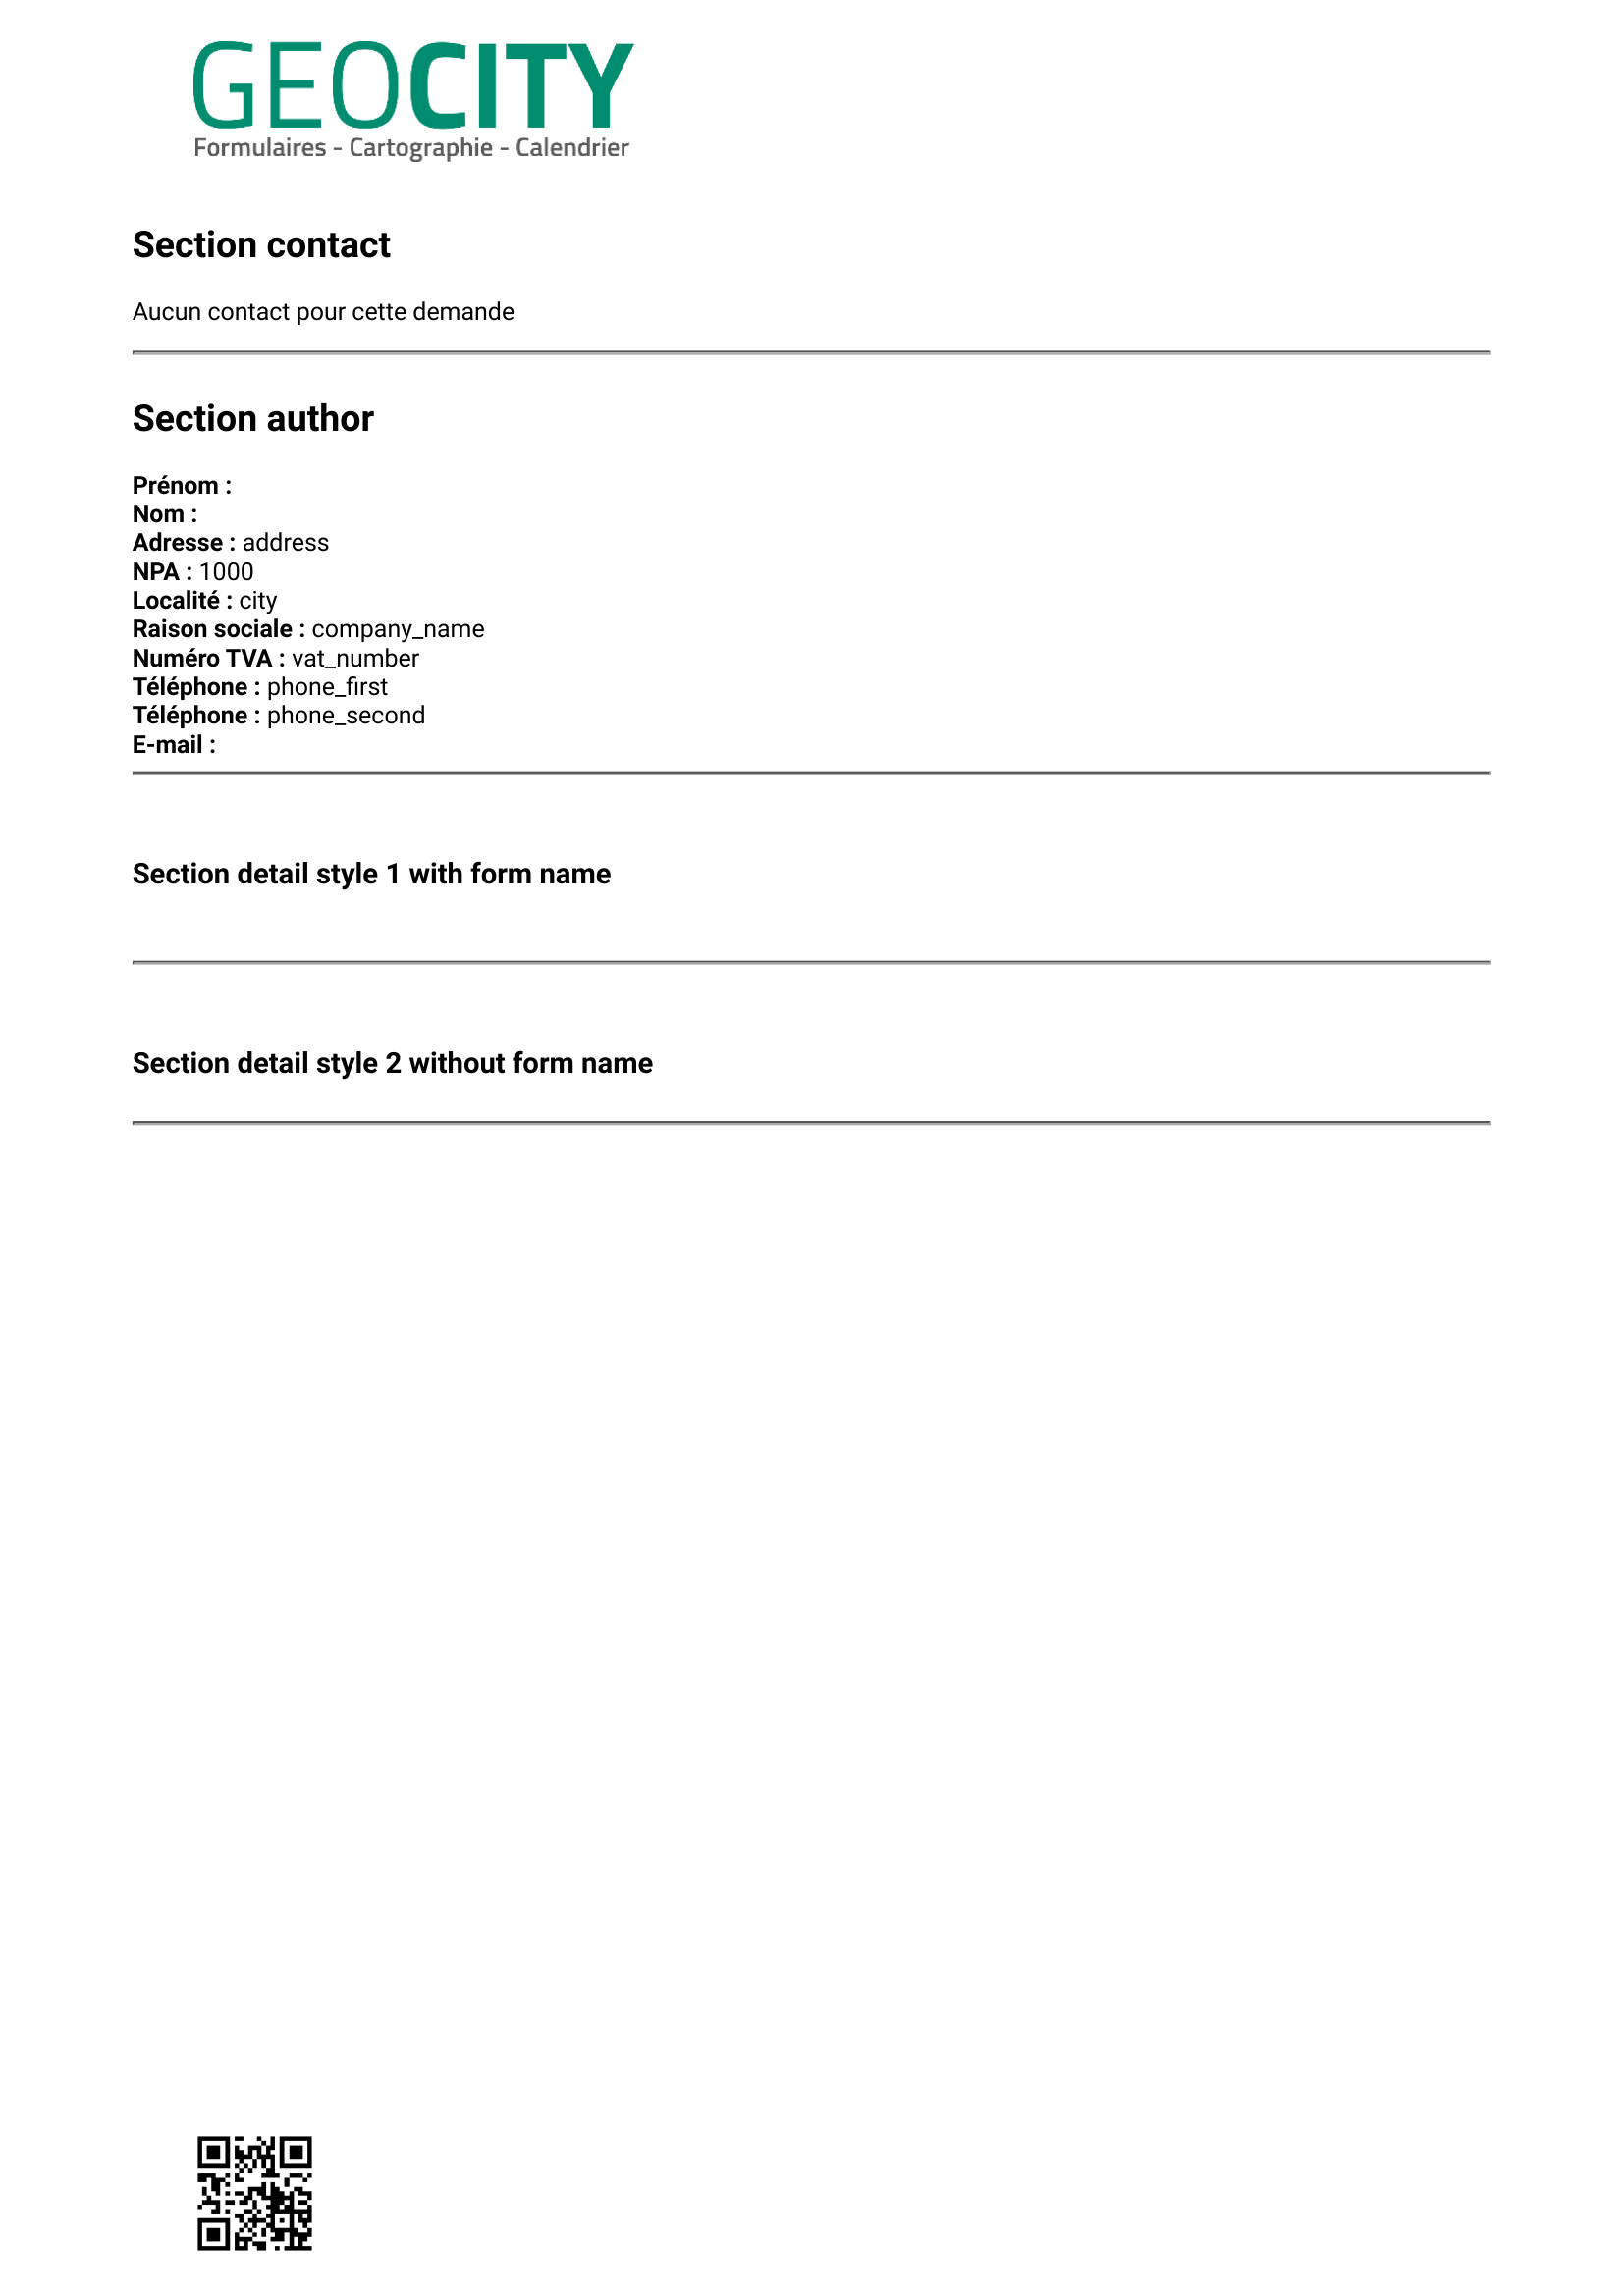 GEOCITY
Formulaires - Cartographie - Calendrier
Section contact
Aucun contact pour cette demande
Section author
Prénom :
Nom :
Adresse : address
NPA : 1000
Localité : city
Raison sociale : company_name
Numéro TVA : vat_number
Téléphone : phone_first
Téléphone : phone_second
E-mail :
Section detail style 1 with form name
Section detail style 2 without form name